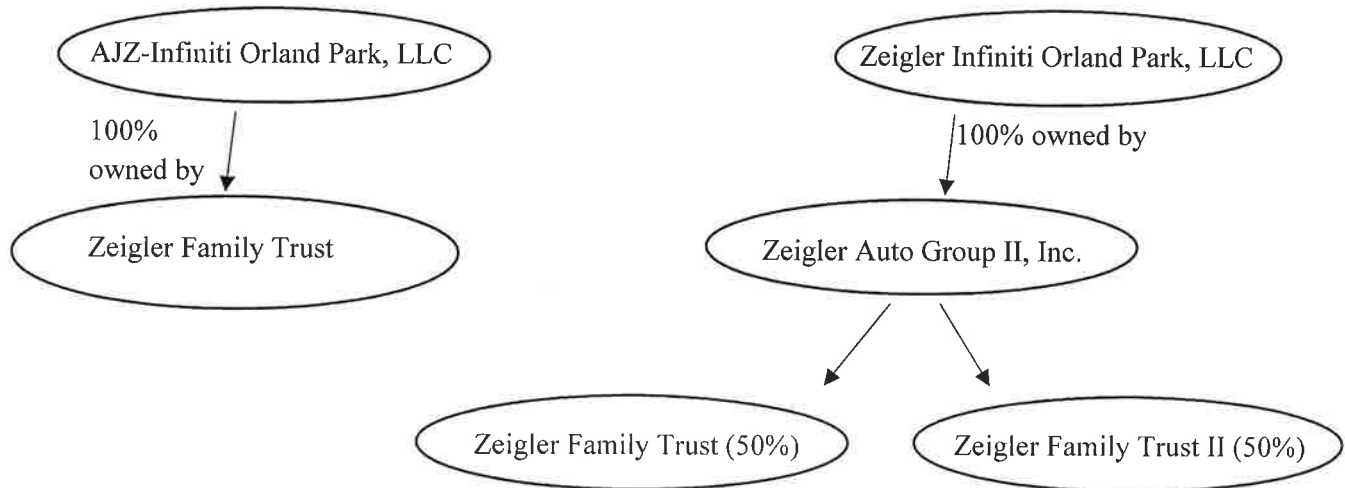 AJZ-Infiniti Orland Park, LLC
Zeigler Infiniti Orland Park, LLC
100%
owned by
100% owned by
Zeigler Family Trust
Zeigler Auto Group II, Inc.
Zeigler Family Trust (50%)
Zeigler Family Trust II (50%)